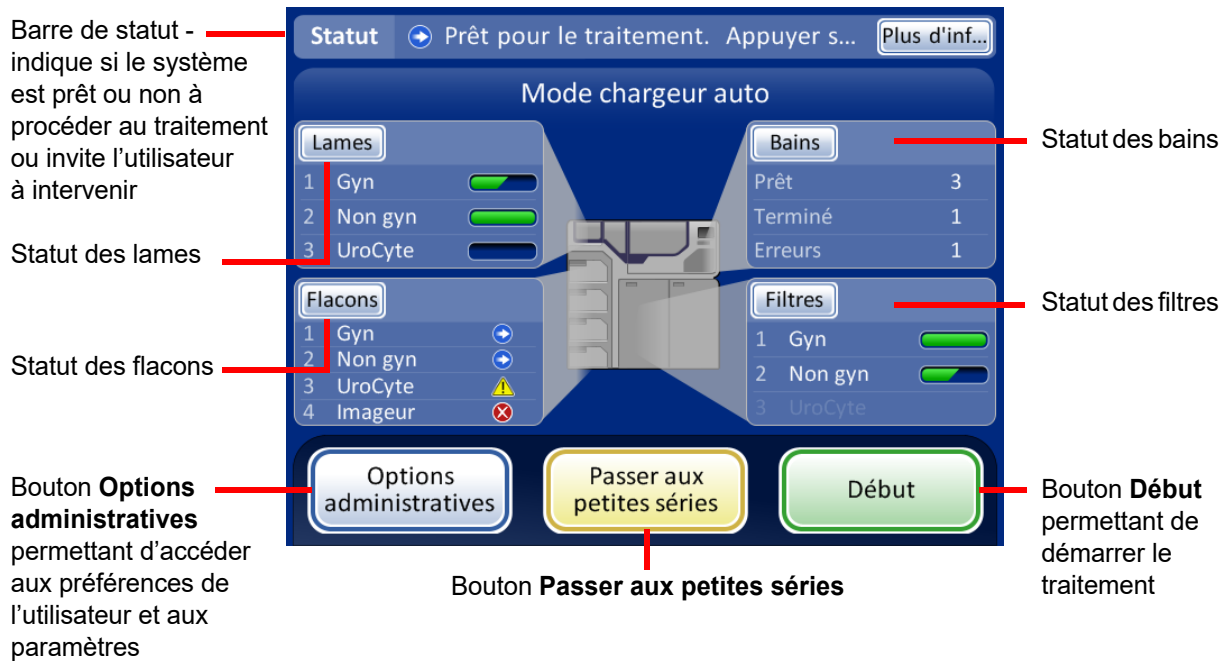 Barre de statut -
indique si le système
est prêt ou non à
procéder au traitement
ou invite l’utilisateur
à intervenir
Statut des lames
Statut des flacons
Bouton Options
administratives
permettant d’accéder
aux préférences de
l’utilisateur et aux
paramètres
Statut Prêt pour le traitement. Appuyer s... Plus d'inf...
Mode chargeur auto
Lames
1 Gyn
2 Non gyn
3 UroCyte
Flacons
1 Gyn
2 Non gyn
3 UroCyte
4 Imageur
Bains
Prêt 3
Terminé 1
Erreurs 1
Filtres
1 Gyn
2 Non gyn
3 UroCyte
Options
administratives
Passer aux
petites séries
Début
Bouton Passer aux petites séries
Statut des bains
Statut des filtres
Bouton Début
permettant de
démarrer le
traitement